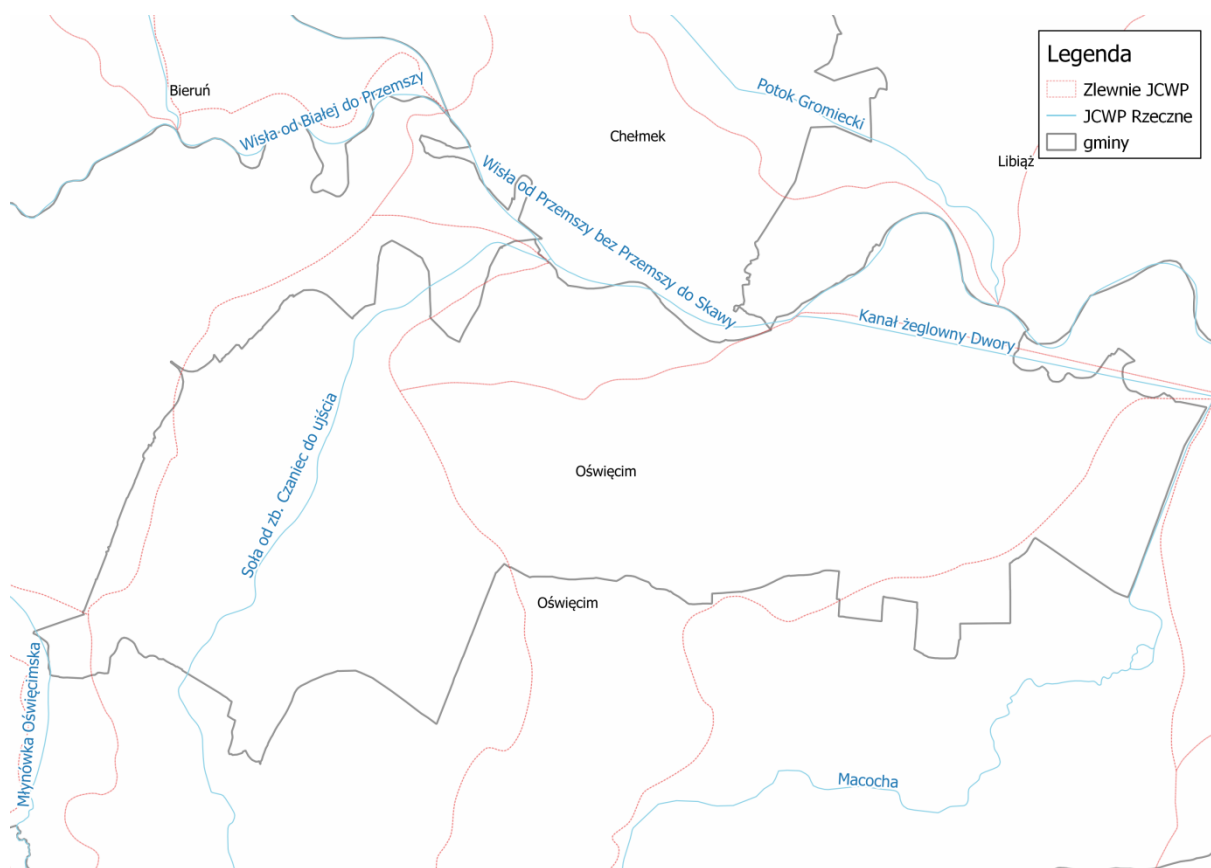 Legenda
Zlewnie JCWP
JCWP Rzeczne
gminy
Bieruń
Wisła od Białej do Przemszy
Potok Gromiecki
Chełmek
Libiąż
Wisła od Przemszy bez Przemszy do Skawy
Kanał żeglowny Dwory
Soła od zb. Czaniec do ujścia
Oświęcim
Oświęcim
Młynówka Oświęcimska
Macocha